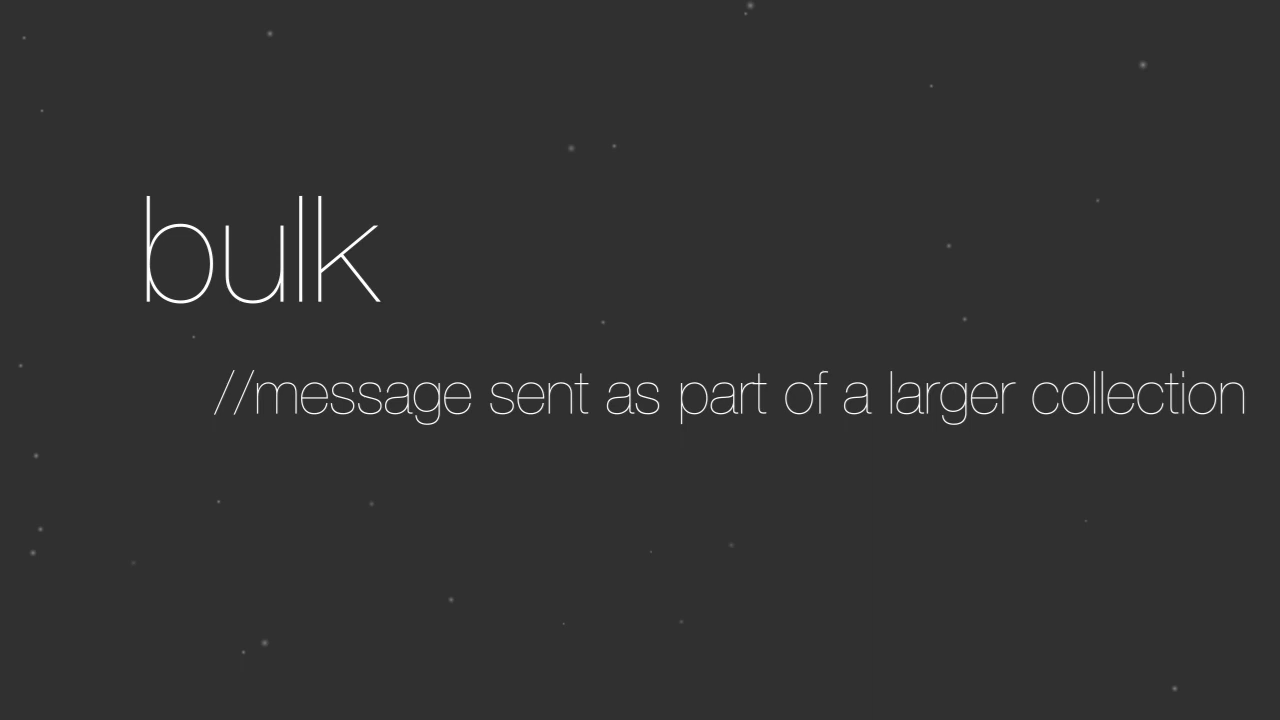 bulk
//message sent as part of a larger collection